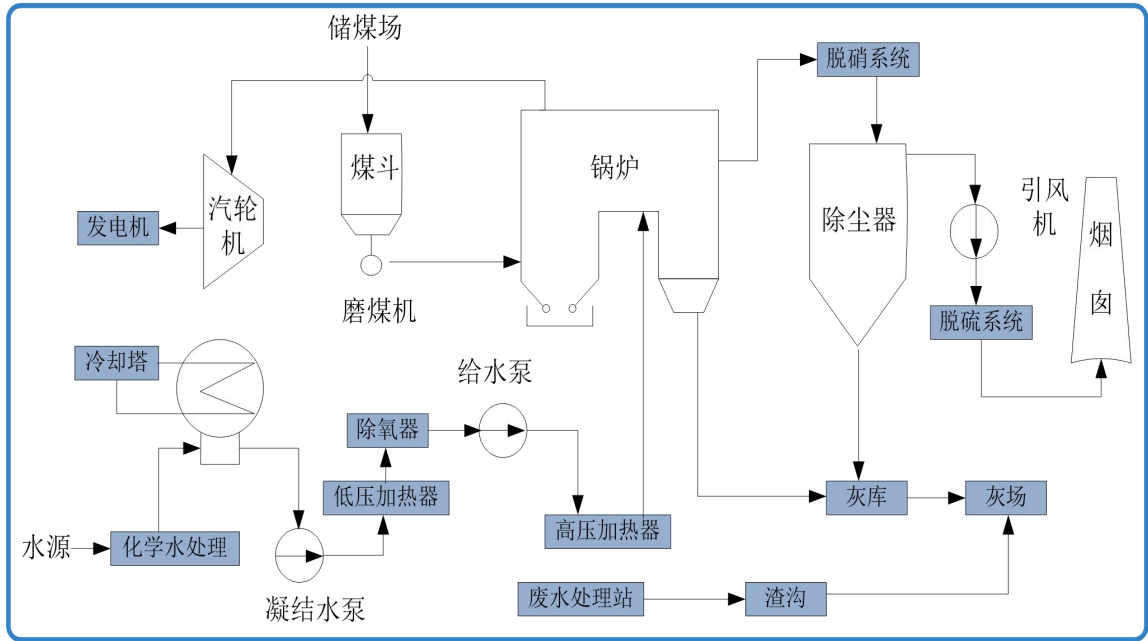 储煤场
脱硝系统
煤斗
锅炉
汽轮
机
发电机
除尘器
引风
机
烟
囱
磨煤机
脱硫系统
冷却塔
给水泵
除氧器
低压加热器
灰库
灰场
高压加热器
水源
化学水处理
凝结水泵
废水处理站
渣沟